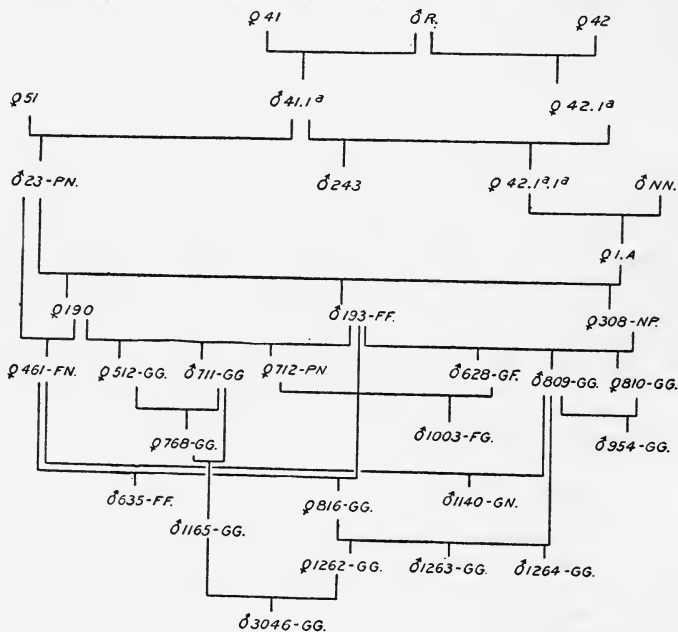 ♀41 ♂R. ♀42
♀51 ♂41.1ª ♀42.1ª
♂23-PN. ♂243 ♀42.1ª.1ª ♂NN.
♀1.A
♀190 ♂193-FF. ♀308-NP.
♀461-FN. ♀512-GG. ♂711-GG ♀712-PN ♂628-GF. ♂809-GG. ♀810-GG.
♀768-GG. ♂1003-FG. ♂954-GG.
♂635-FF. ♀816-GG. ♂1140-GN.
♂1165-GG.
♀1262-GG. ♂1263-GG. ♂1264-GG.
♂3046-GG.